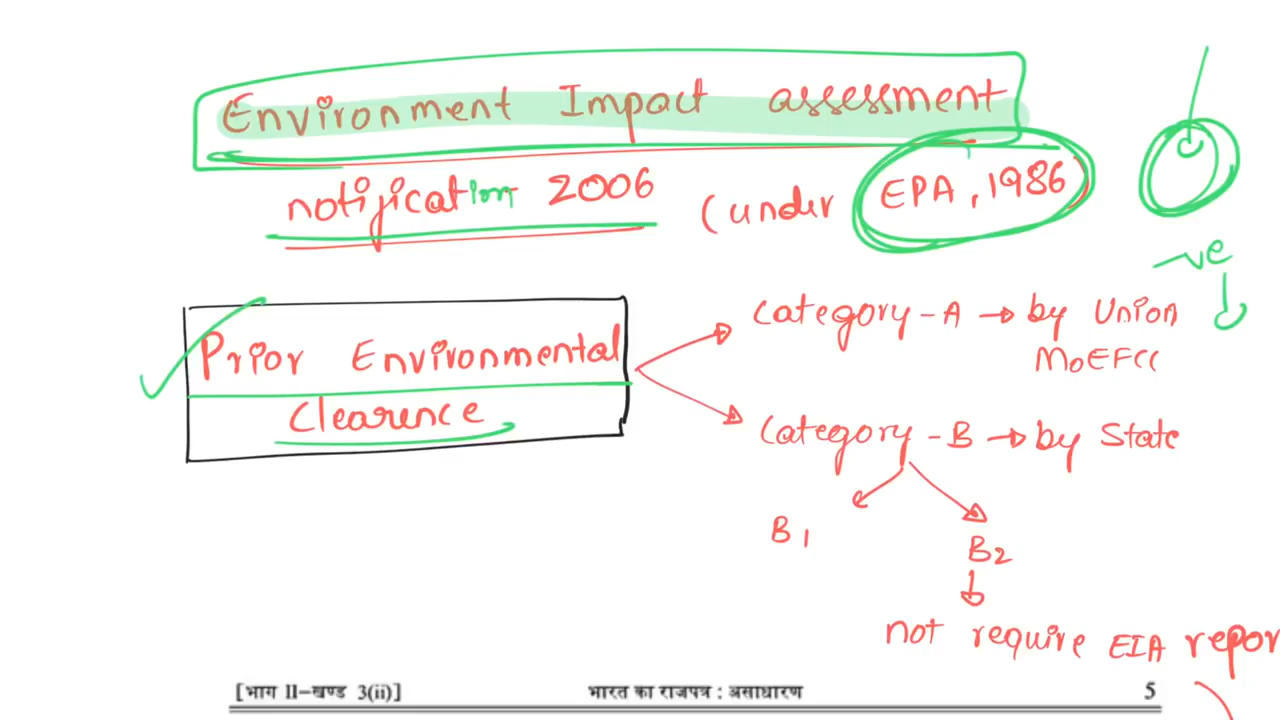 Environment Impact assessment
notification 2006 (under EPA, 1986)
-ve
Prior Environmental
Clearence
Category-A → by Union
MoEFCC
Category-B → by State
B1
B2
not require EIA repor
[भाग II—खण्ड 3(ii)] भारत का राजपत्र : असाधारण 5